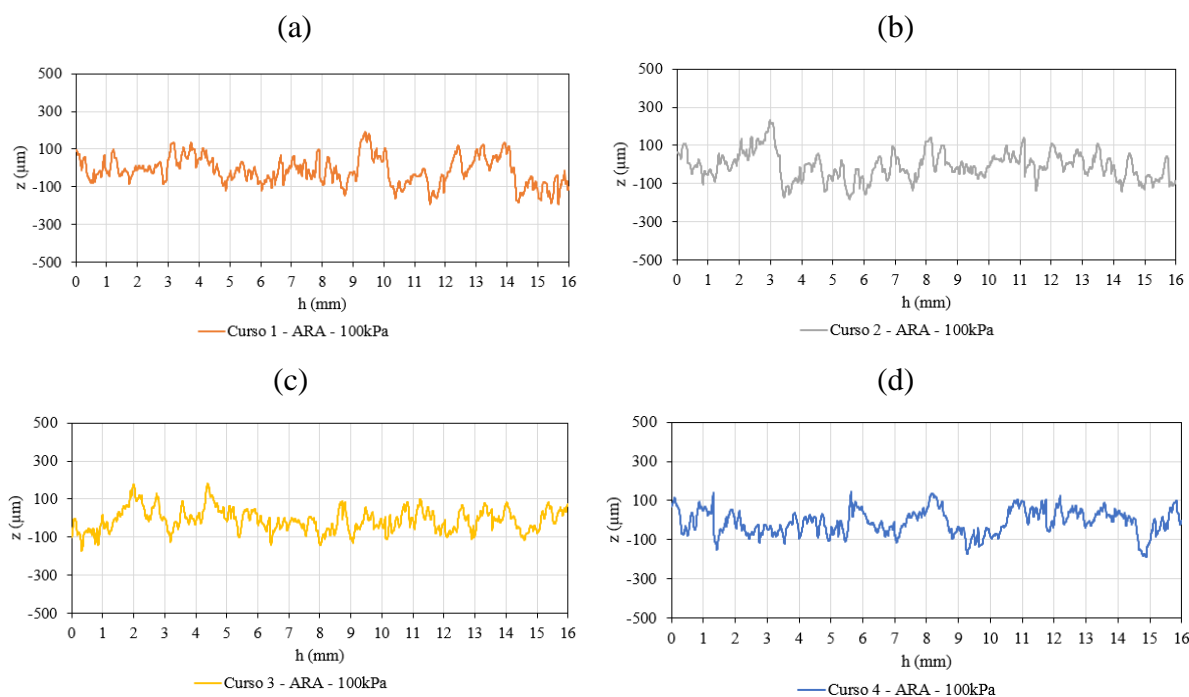 (a)
500
300
100
-100
-300
-500
z (µm)
0 1 2 3 4 5 6 7 8 9 10 11 12 13 14 15 16
h (mm)
Curso 1 - ARA - 100kPa
(b)
500
300
100
-100
-300
-500
z (µm)
0 1 2 3 4 5 6 7 8 9 10 11 12 13 14 15 16
h (mm)
Curso 2 - ARA - 100kPa
(c)
500
300
100
-100
-300
-500
z (µm)
0 1 2 3 4 5 6 7 8 9 10 11 12 13 14 15 16
h (mm)
Curso 3 - ARA - 100kPa
(d)
500
300
100
-100
-300
-500
z (µm)
0 1 2 3 4 5 6 7 8 9 10 11 12 13 14 15 16
h (mm)
Curso 4 - ARA - 100kPa